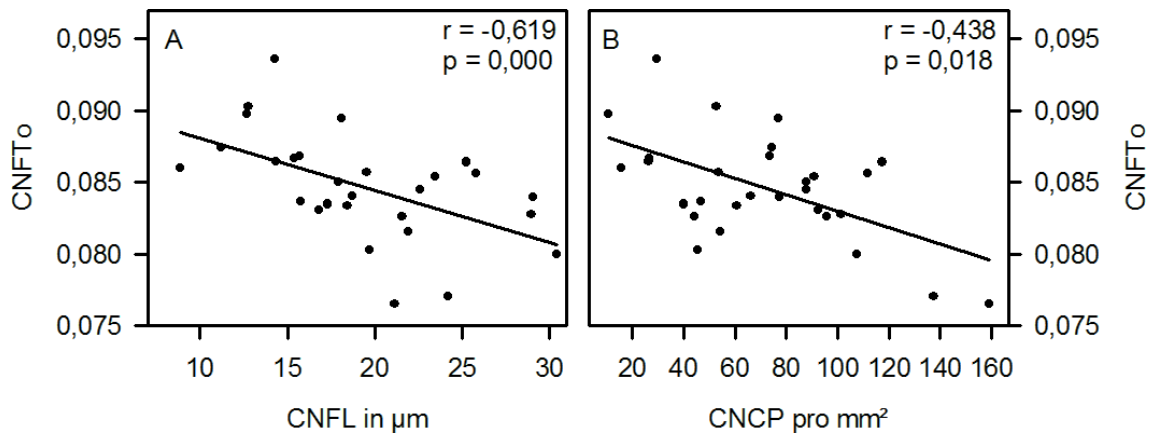 A
r = -0,619
p = 0,000
B
r = -0,438
p = 0,018
0,095
0,090
0,085
0,080
0,075
CNFTo
0,095
0,090
0,085
0,080
0,075
CNFTo
10 15 20 25 30
20 40 60 80 100 120 140 160
CNFL in µm
CNCP pro mm²